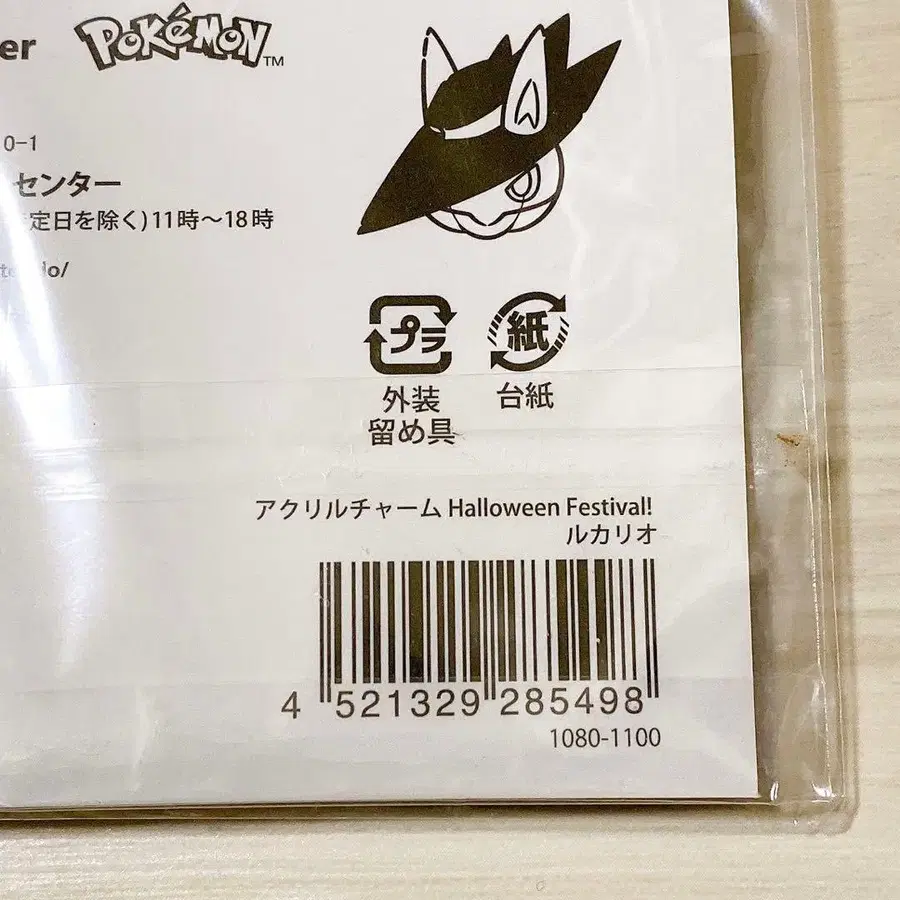 er POKéMON™
0-1
センター
定日を除く)11時～18時
do/
プラ
紙
外装
留め具
台紙
アクリルチャーム Halloween Festival!
ルカリオ
4 521329 285498
1080-1100